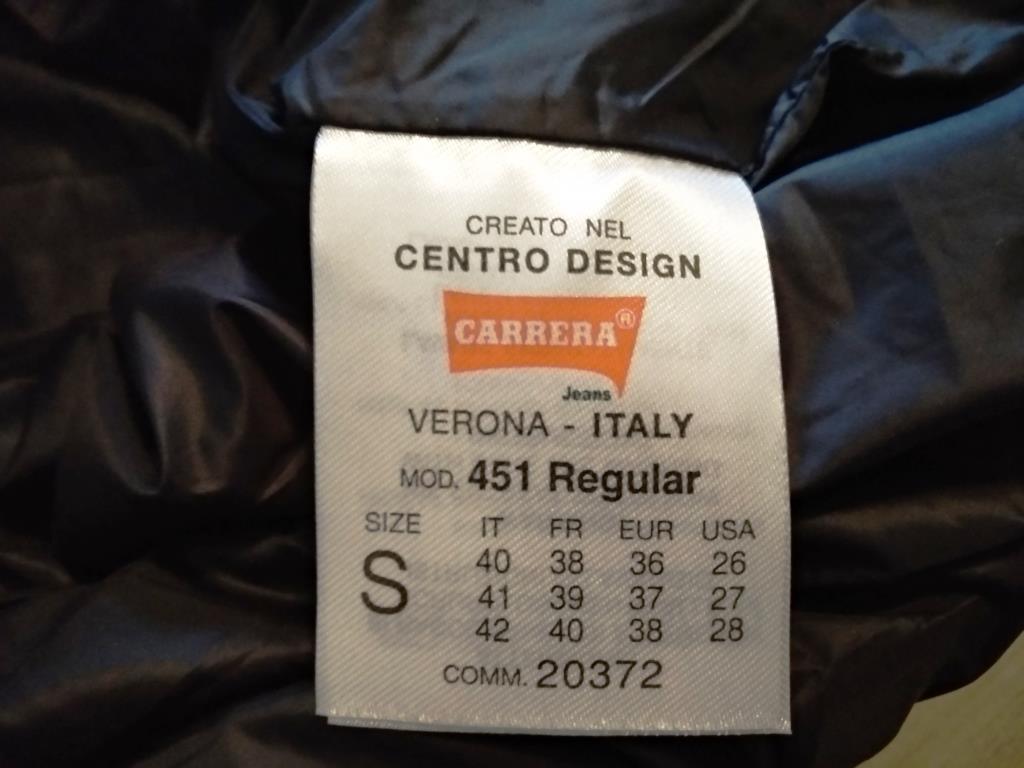 CREATO NEL
CENTRO DESIGN
CARRERA®
Jeans
VERONA - ITALY
MOD. 451 Regular
SIZE IT FR EUR USA
S 40 38 36 26
41 39 37 27
42 40 38 28
COMM. 20372